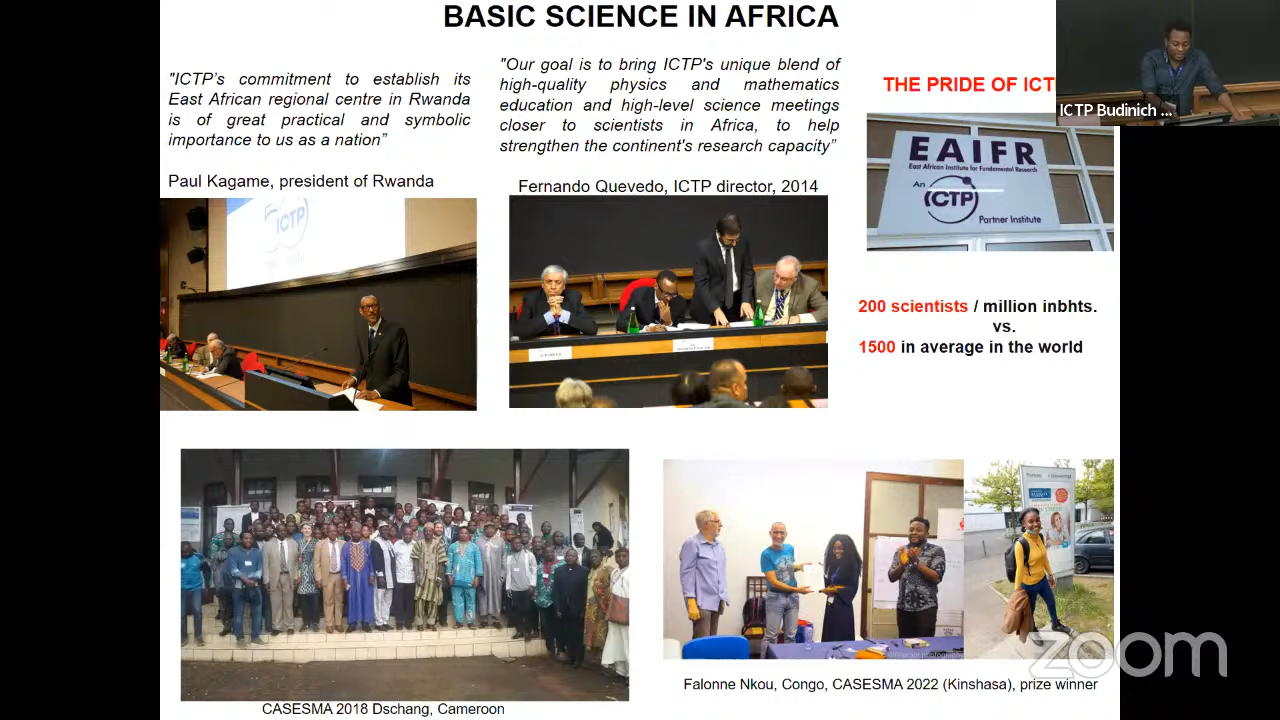 BASIC SCIENCE IN AFRICA
"ICTP's commitment to establish its
East African regional centre in Rwanda
is of great practical and symbolic
importance to us as a nation”
Paul Kagame, president of Rwanda
"Our goal is to bring ICTP's unique blend of
high-quality physics and mathematics
education and high-level science meetings
closer to scientists in Africa, to help
strengthen the continent's research capacity”
Fernando Quevedo, ICTP director, 2014
THE PRIDE OF ICT
ICTP Budinich ...
EAIFR
East African Institute for Fundamental Research
An
ICTP
Partner Institute
ICTP
200 scientists / million inbhts.
vs.
1500 in average in the world
CASESMA 2018 Dschang, Cameroon
Falonne Nkou, Congo, CASESMA 2022 (Kinshasa), prize winner
zoom